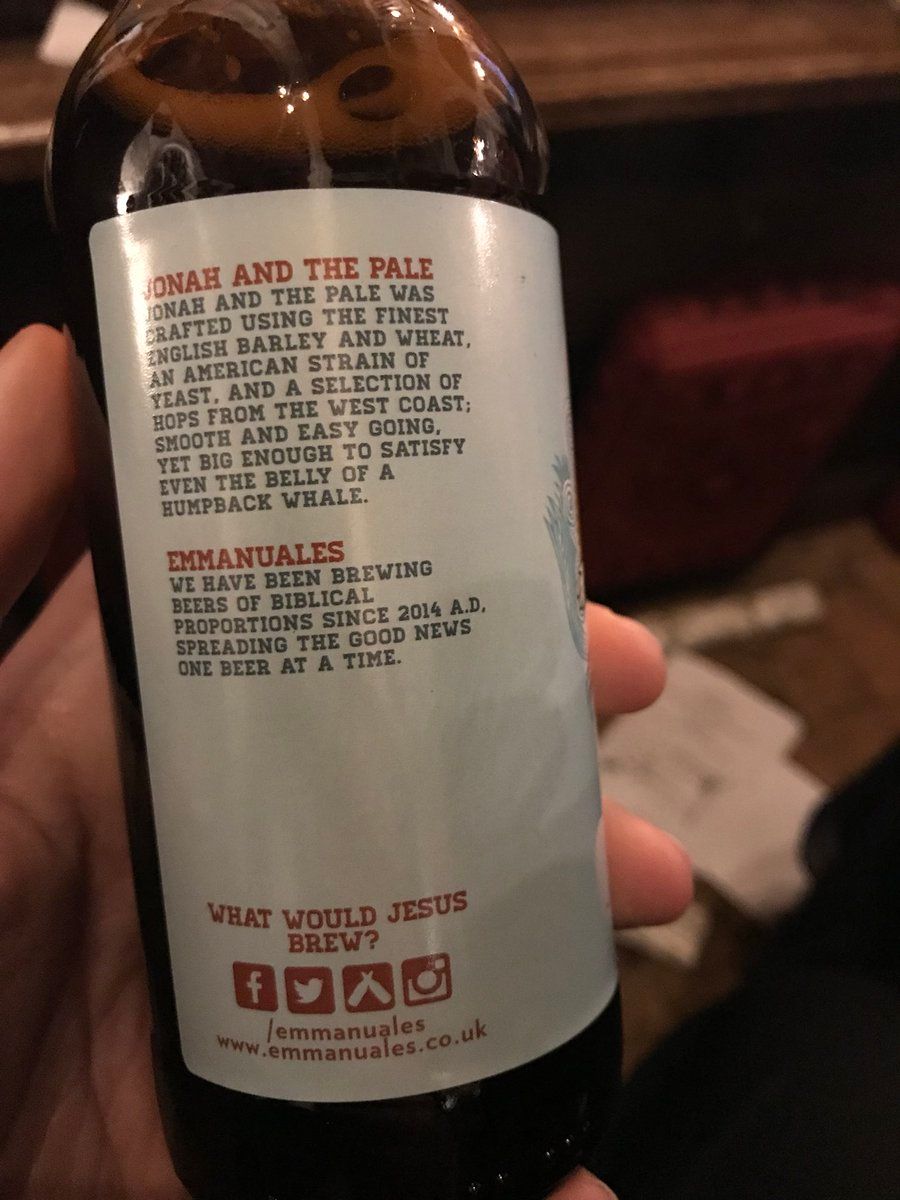 JONAH AND THE PALE
JONAH AND THE PALE WAS
CRAFTED USING THE FINEST
ENGLISH BARLEY AND WHEAT,
AN AMERICAN STRAIN OF
YEAST, AND A SELECTION OF
HOPS FROM THE WEST COAST;
SMOOTH AND EASY GOING,
YET BIG ENOUGH TO SATISFY
EVEN THE BELLY OF A
HUMPBACK WHALE.
EMMANUALES
WE HAVE BEEN BREWING
BEERS OF BIBLICAL
PROPORTIONS SINCE 2014 A.D,
SPREADING THE GOOD NEWS
ONE BEER AT A TIME.
WHAT WOULD JESUS
BREW?
/emmanuales
www.emmanuales.co.uk